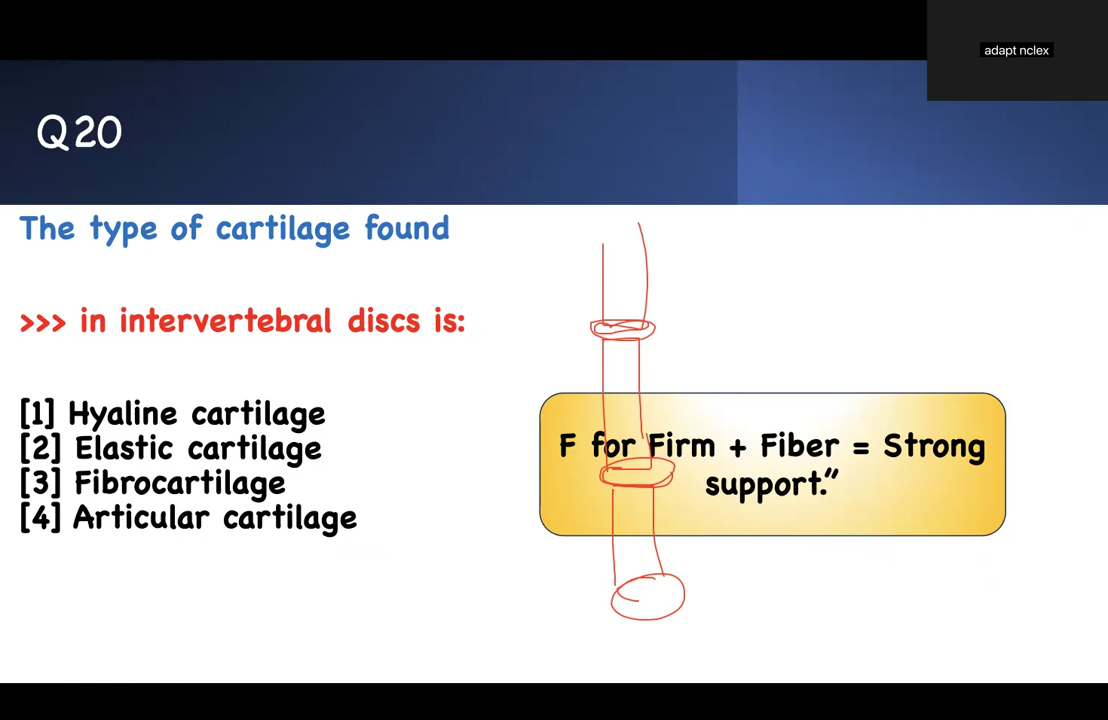 adapt nclex
Q20
The type of cartilage found
>>> in intervertebral discs is:
[1] Hyaline cartilage
[2] Elastic cartilage
[3] Fibrocartilage
[4] Articular cartilage
F for Firm + Fiber = Strong
support.”